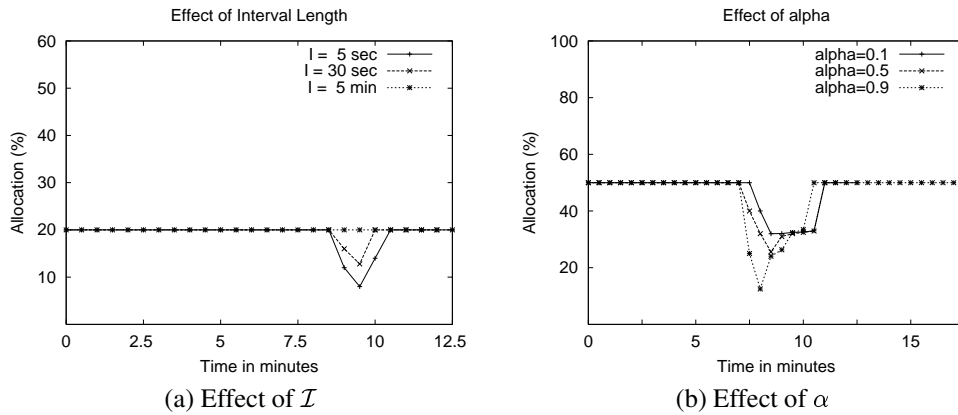 Effect of Interval Length
60
50
40
30
20
10
Allocation (%)
I = 5 sec
I = 30 sec
I = 5 min
0 2.5 5 7.5 10 12.5
Time in minutes
(a) Effect of I
Effect of alpha
100
80
60
40
20
Allocation (%)
alpha=0.1
alpha=0.5
alpha=0.9
0 5 10 15
Time in minutes
(b) Effect of α